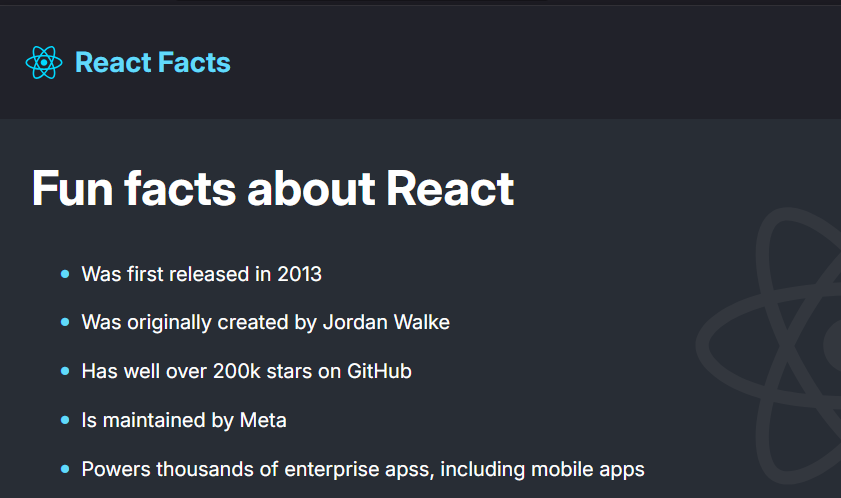 React Facts
Fun facts about React
Was first released in 2013
Was originally created by Jordan Walke
Has well over 200k stars on GitHub
Is maintained by Meta
Powers thousands of enterprise apss, including mobile apps